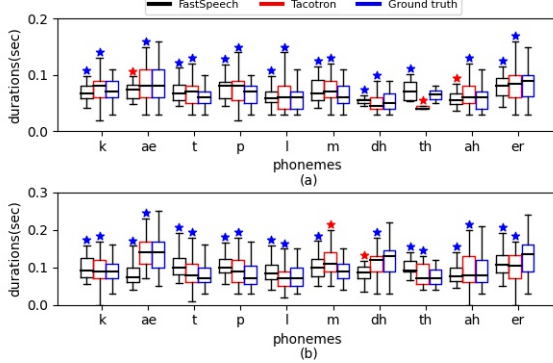 FastSpeech Tacotron Ground truth
0.2
0.1
0.0
durations(sec)
k ae t p l m dh th ah er
phonemes
(a)
0.3
0.2
0.1
0.0
durations(sec)
k ae t p l m dh th ah er
phonemes
(b)